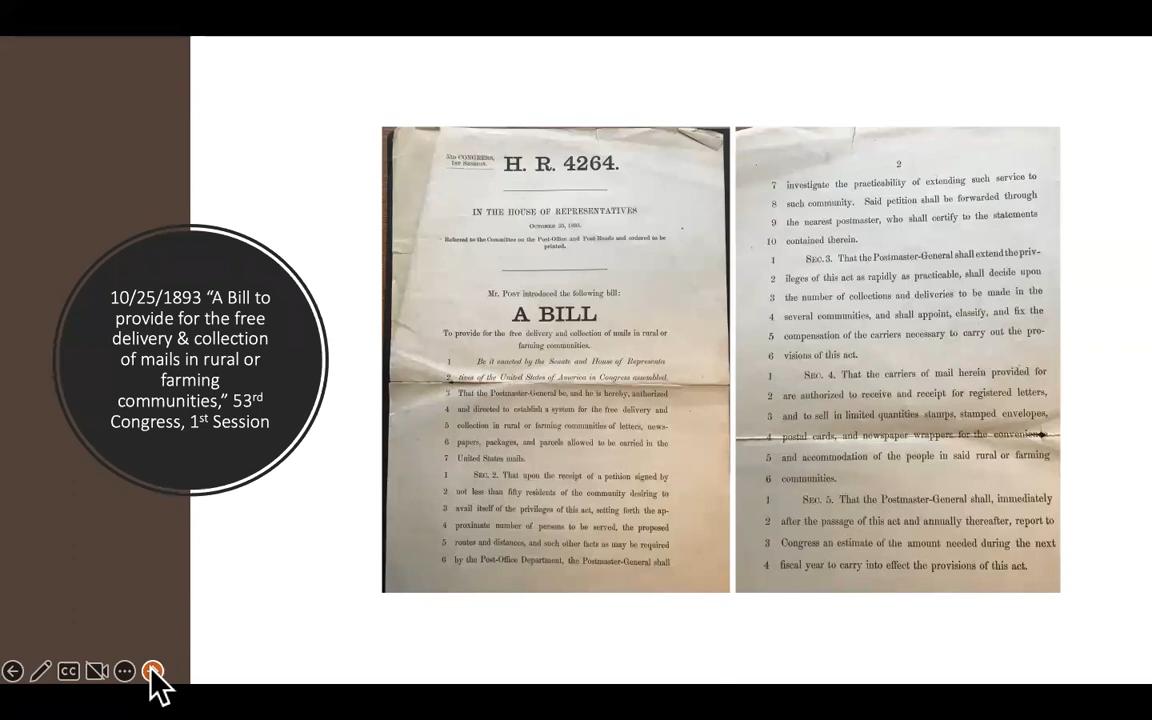 10/25/1893 “A Bill to
provide for the free
delivery & collection
of mails in rural or
farming
communities,” 53rd
Congress, 1st Session
53D CONGRESS,
1ST SESSION.
H. R. 4264.
IN THE HOUSE OF REPRESENTATIVES
OCTOBER 25, 1893.
Referred to the Committee on the Post-Office and Post-Roads and ordered to be
printed.
Mr. POST introduced the following bill:
A BILL
To provide for the free delivery and collection of mails in rural or
farming communities.
1 Be it enacted by the Senate and House of Representa
2 tives of the United States of America in Congress assembled,
3 That the Postmaster-General be, and he is hereby, authorized
4 and directed to establish a system for the free delivery and
5 collection in rural or farming communities of letters, news-
6 papers, packages, and parcels allowed to be carried in the
7 United States mails.
1 SEC. 2. That upon the receipt of a petition signed by
2 not less than fifty residents of the community desiring to
3 avail itself of the privileges of this act, setting forth the ap-
4 proximate number of persons to be served, the proposed
5 routes and distances, and such other facts as may be required
6 by the Post-Office Department, the Postmaster-General shall
2
7 investigate the practicability of extending such service to
8 such community. Said petition shall be forwarded through
9 the nearest postmaster, who shall certify to the statements
10 contained therein.
1 SEC. 3. That the Postmaster-General shall extend the priv-
2 ileges of this act as rapidly as practicable, shall decide upon
3 the number of collections and deliveries to be made in the
4 several communities, and shall appoint, classify, and fix the
5 compensation of the carriers necessary to carry out the pro-
6 visions of this act.
1 SEC. 4. That the carriers of mail herein provided for
2 are authorized to receive and receipt for registered letters,
3 and to sell in limited quantities stamps, stamped envelopes,
4 postal cards, and newspaper wrappers for the convenience
5 and accommodation of the people in said rural or farming
6 communities.
1 SEC. 5. That the Postmaster-General shall, immediately
2 after the passage of this act and annually thereafter, report to
3 Congress an estimate of the amount needed during the next
4 fiscal year to carry into effect the provisions of this act.
CC